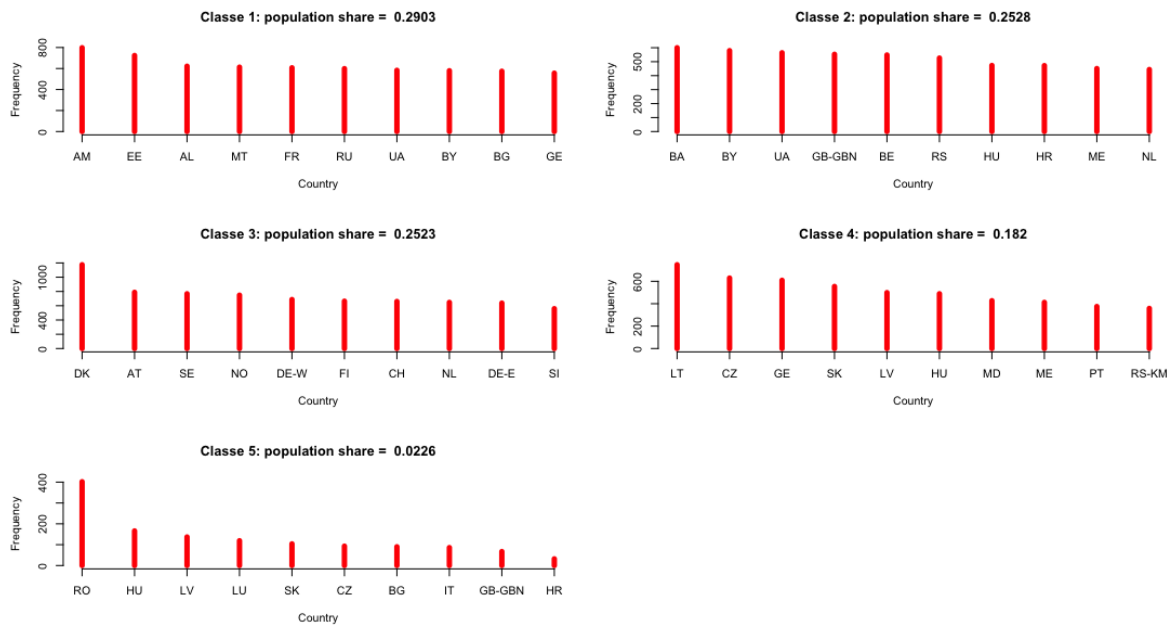 Classe 1: population share =  0.2903
Frequency
0 400 800
AM EE AL MT FR RU UA BY BG GE
Country
Classe 2: population share =  0.2528
Frequency
0 200 500
BA BY UA GB-GBN BE RS HU HR ME NL
Country
Classe 3: population share =  0.2523
Frequency
0 400 1000
DK AT SE NO DE-W FI CH NL DE-E SI
Country
Classe 4: population share =  0.182
Frequency
0 200 600
LT CZ GE SK LV HU MD ME PT RS-KM
Country
Classe 5: population share =  0.0226
Frequency
0 200 400
RO HU LV LU SK CZ BG IT GB-GBN HR
Country